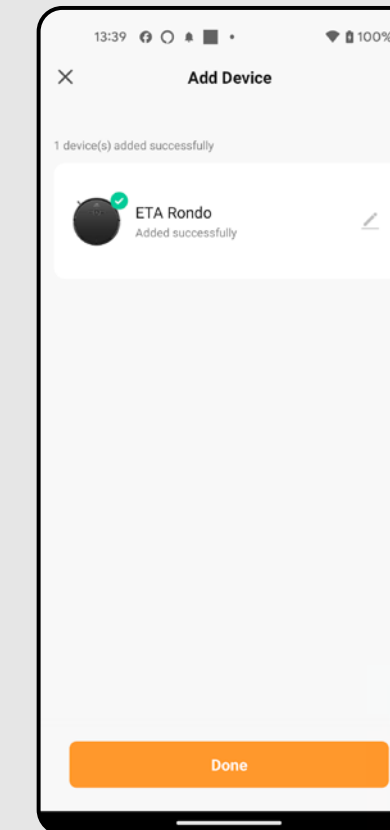 13:39
100%
Add Device
1 device(s) added successfully
ETA Rondo
Added successfully
Done